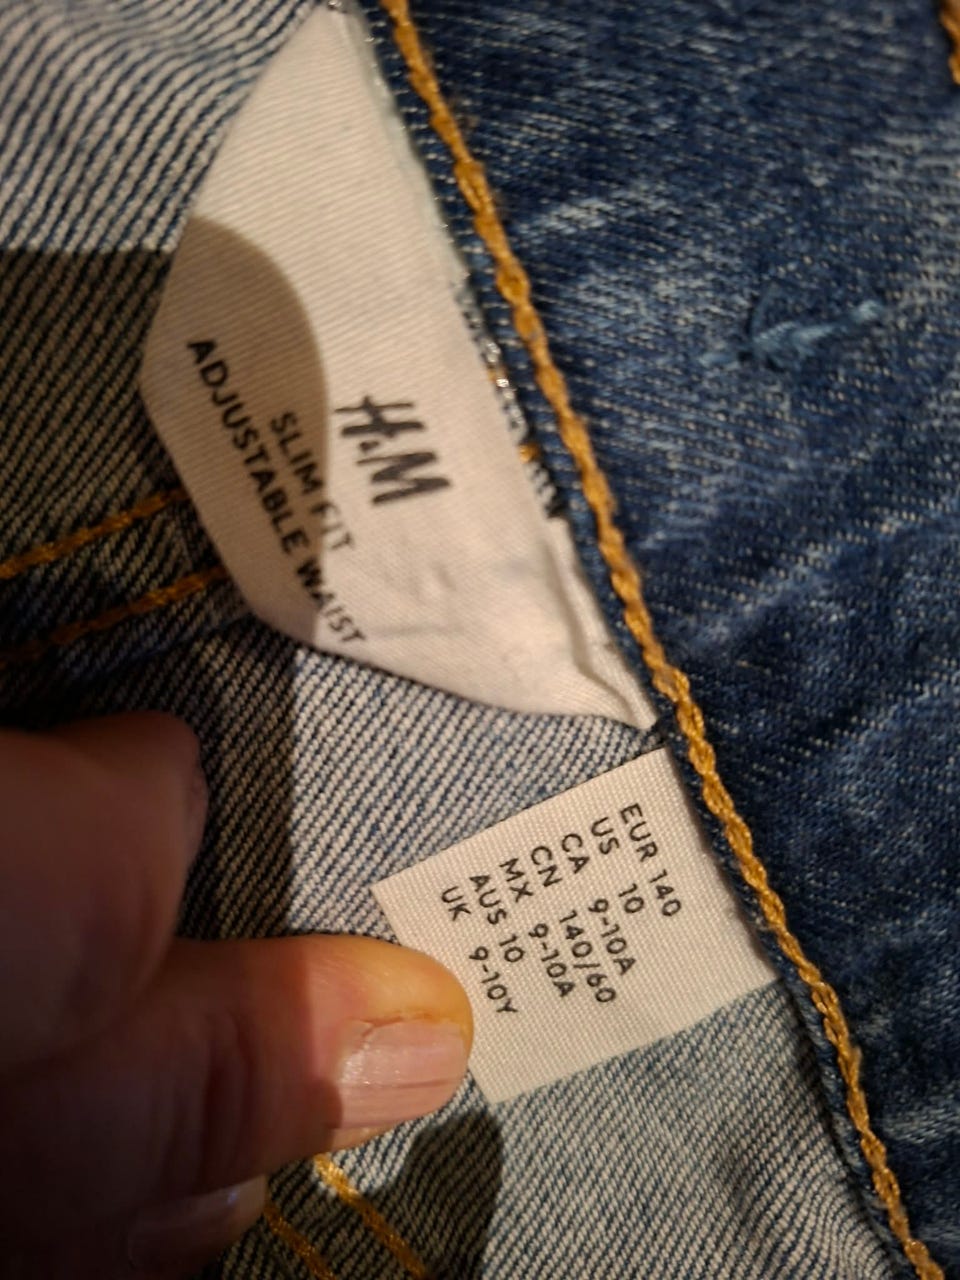 H&M
SLIM FIT
ADJUSTABLE WAIST
EUR 140
US 10
CA 9-10A
CN 140/60
MX 9-10A
AUS 10
UK 9-10Y